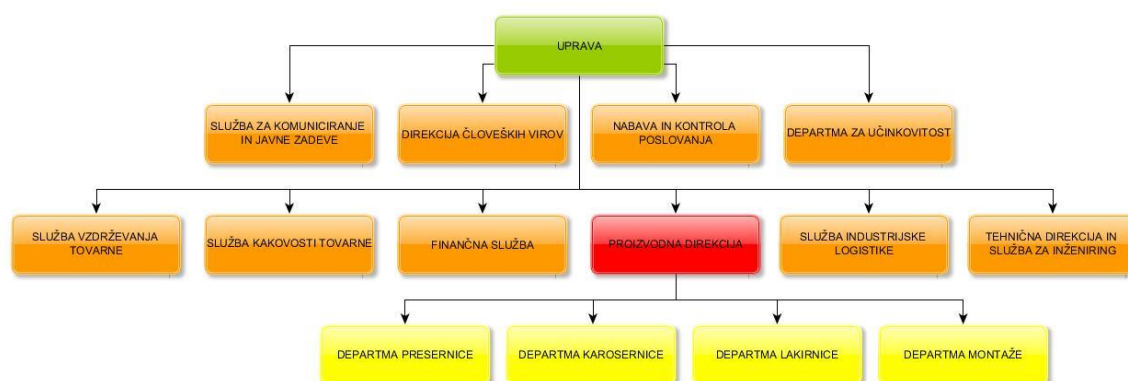 UPRAVA
SLUŽBA ZA KOMUNICIRANJE
IN JAVNE ZADEVE
DIREKCIJA ČLOVEŠKIH VIROV
NABAVA IN KONTROLA
POSLOVANJA
DEPARTMA ZA UČINKOVITOST
SLUŽBA VZDRŽEVANJA
TOVARNE
SLUŽBA KAKOVOSTI TOVARNE
FINANČNA SLUŽBA
PROIZVODNA DIREKCIJA
SLUŽBA INDUSTRIJSKE
LOGISTIKE
TEHNIČNA DIREKCIJA IN
SLUŽBA ZA INŽENIRING
DEPARTMA PRESERNICE
DEPARTMA KAROSERNICE
DEPARTMA LAKIRNICE
DEPARTMA MONTAŽE